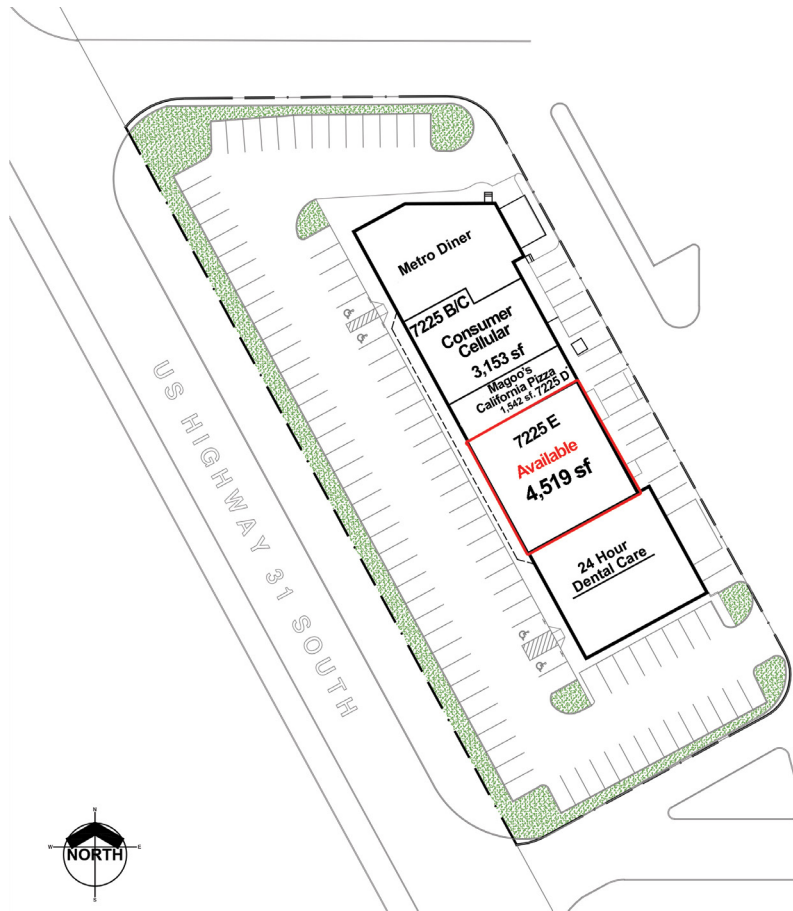 Metro Diner
7225 B/C
Consumer
Cellular
3,153 sf
Magoo's
California Pizza
1,542 sf. 7225 D
7225 E
Available
4,519 sf
24 Hour
Dental Care
US HIGHWAY 31 SOUTH
N
W
NORTH
E
S